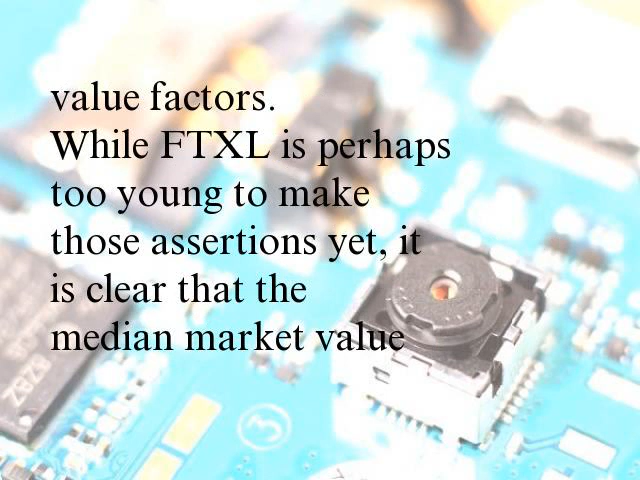 value factors.
While FTXL is perhaps
too young to make
those assertions yet, it
is clear that the
median market value